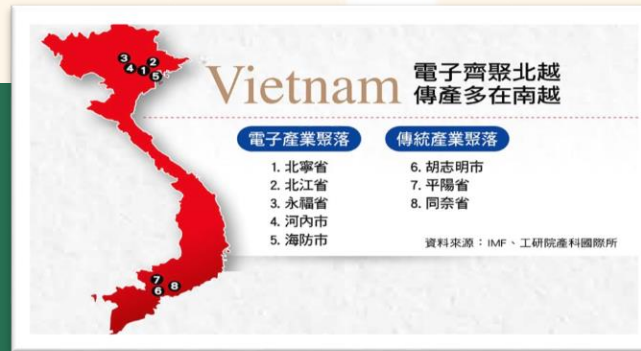 Vietnam
電子齊聚北越
傳產多在南越
電子產業聚落
1. 北寧省
2. 北江省
3. 永福省
4. 河內市
5. 海防市
傳統產業聚落
6. 胡志明市
7. 平陽省
8. 同奈省
資料來源：IMF、工研院產科國際所
3
2
4
1
5
7
6
8